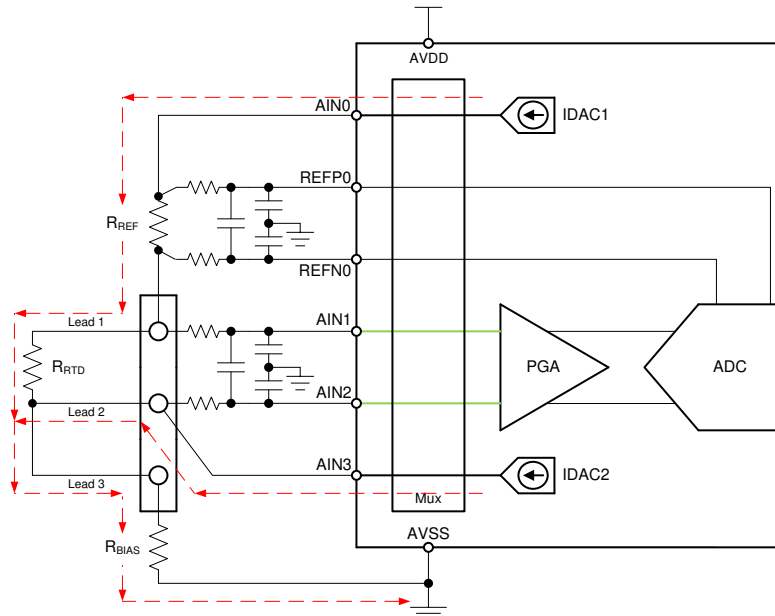 AVDD
AIN0
IDAC1
REFP0
RREF
REFN0
Lead 1
AIN1
RRTD
PGA
ADC
AIN2
Lead 2
AIN3
IDAC2
Lead 3
Mux
AVSS
RBIAS